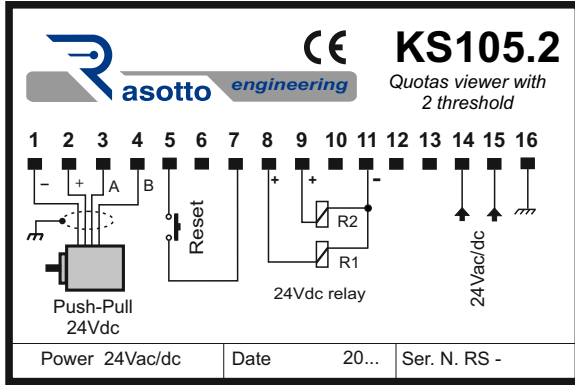 CE KS105.2
Rasotto engineering
Quotas viewer with
2 threshold
1 2 3 4 5 6 7 8 9 10 11 12 13 14 15 16
- + A B + + -
Reset
R2
R1
24Vac/dc
24Vdc relay
Push-Pull
24Vdc
Power 24Vac/dc Date 20... Ser. N. RS -